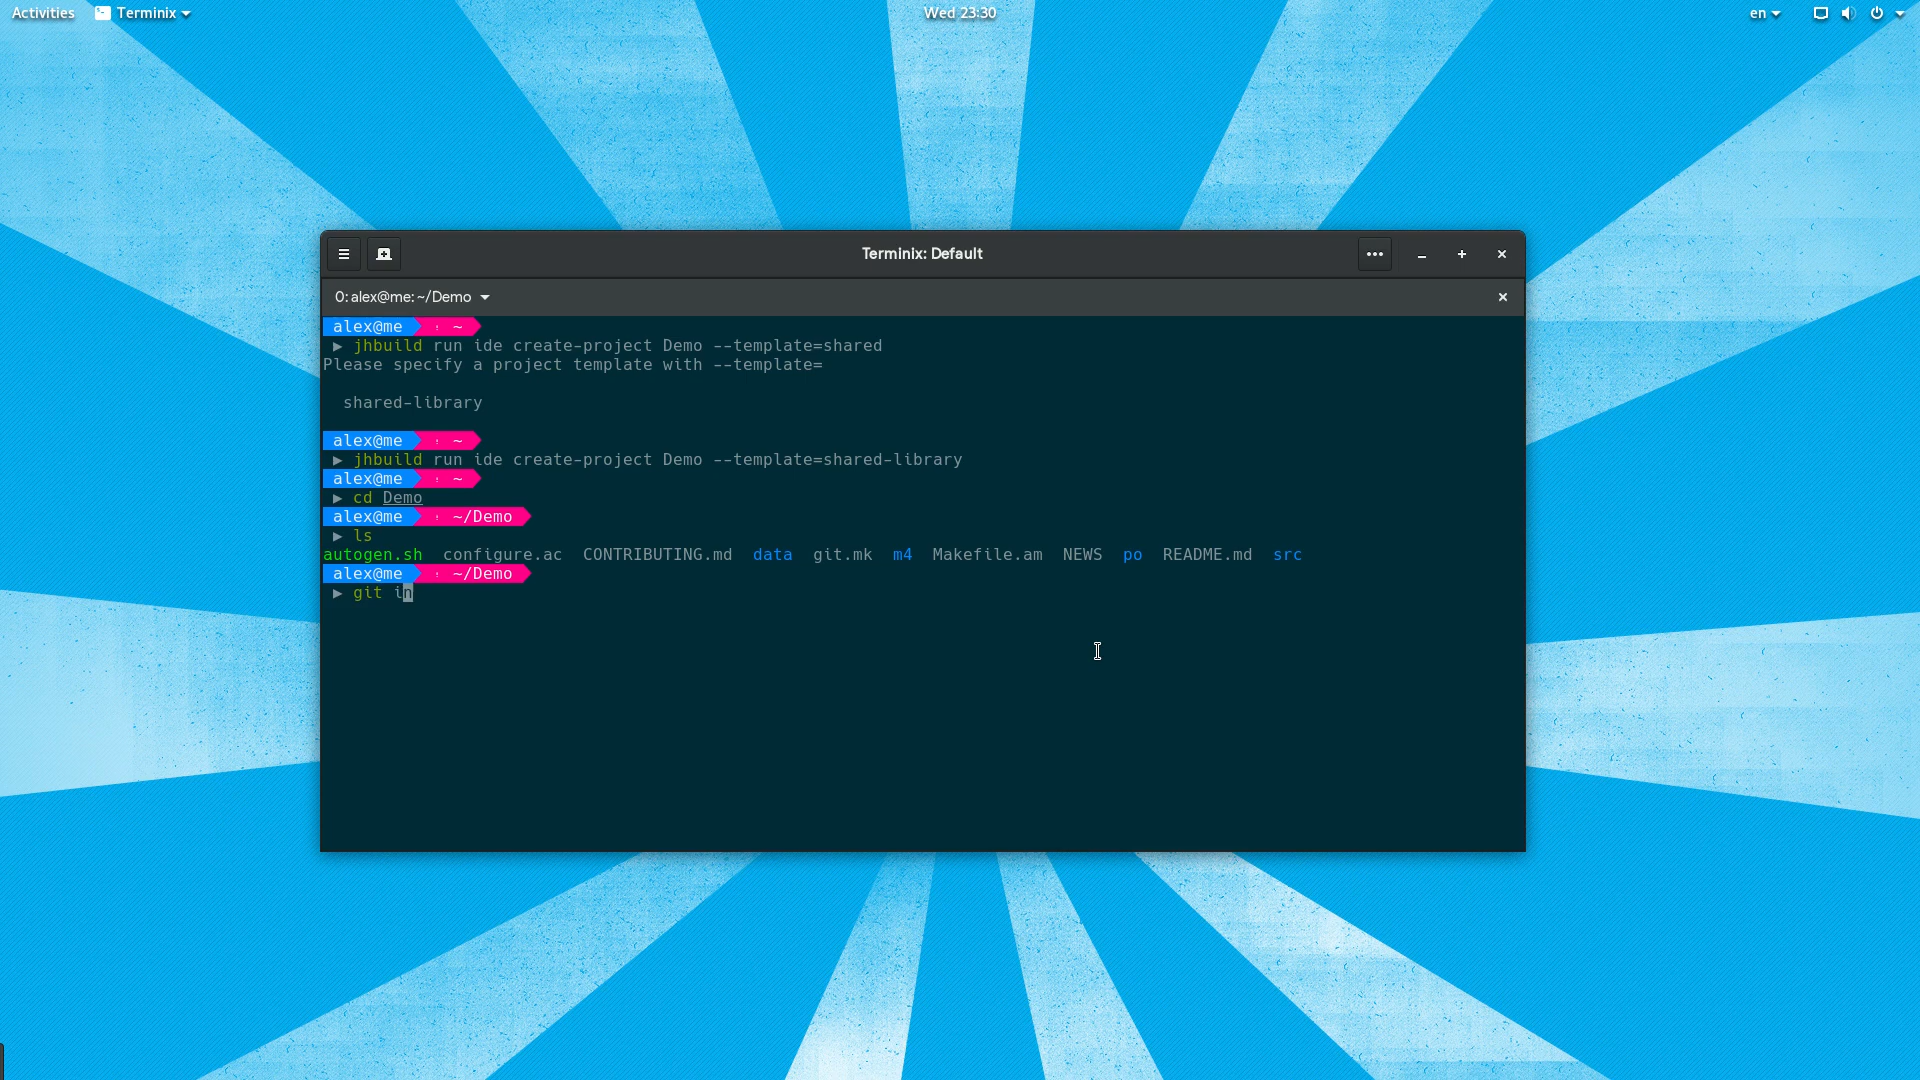 Activities Terminix Wed 23:30 en
Terminix: Default
0: alex@me: ~/Demo
alex@me ~
▶ jhbuild run ide create-project Demo --template=shared
Please specify a project template with --template=
shared-library
alex@me ~
▶ jhbuild run ide create-project Demo --template=shared-library
alex@me ~
▶ cd Demo
alex@me ~/Demo
▶ ls
autogen.sh configure.ac CONTRIBUTING.md data git.mk m4 Makefile.am NEWS po README.md src
alex@me ~/Demo
▶ git in